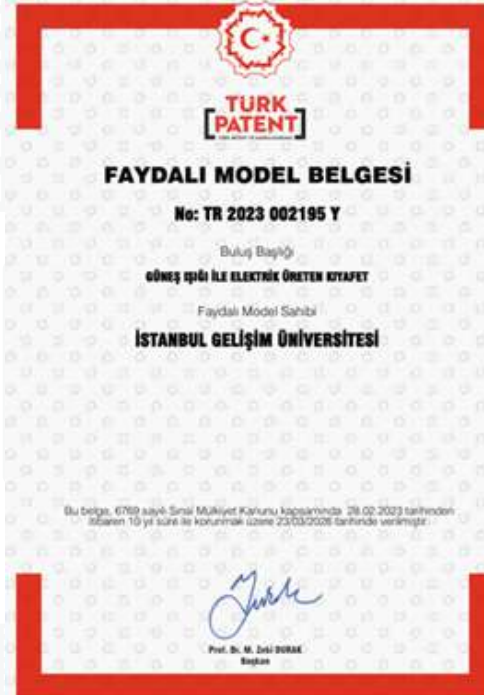 TÜRK
PATENT
FAYDALI MODEL BELGESİ
No: TR 2023 002195 Y
Buluş Başlığı
GÜNEŞ IŞIĞI İLE ELEKTRİK ÜRETEN KIYAFET
Faydalı Model Sahibi
İSTANBUL GELİŞİM ÜNİVERSİTESİ
Bu belge, 6769 sayılı Sınai Mülkiyet Kanunu kapsamında 28.02.2023 tarihinden
itibaren 10 yıl süre ile korunmak üzere 23/03/2026 tarihinde verilmiştir.
Prof. Dr. M. Zeki DURAK
Başkan